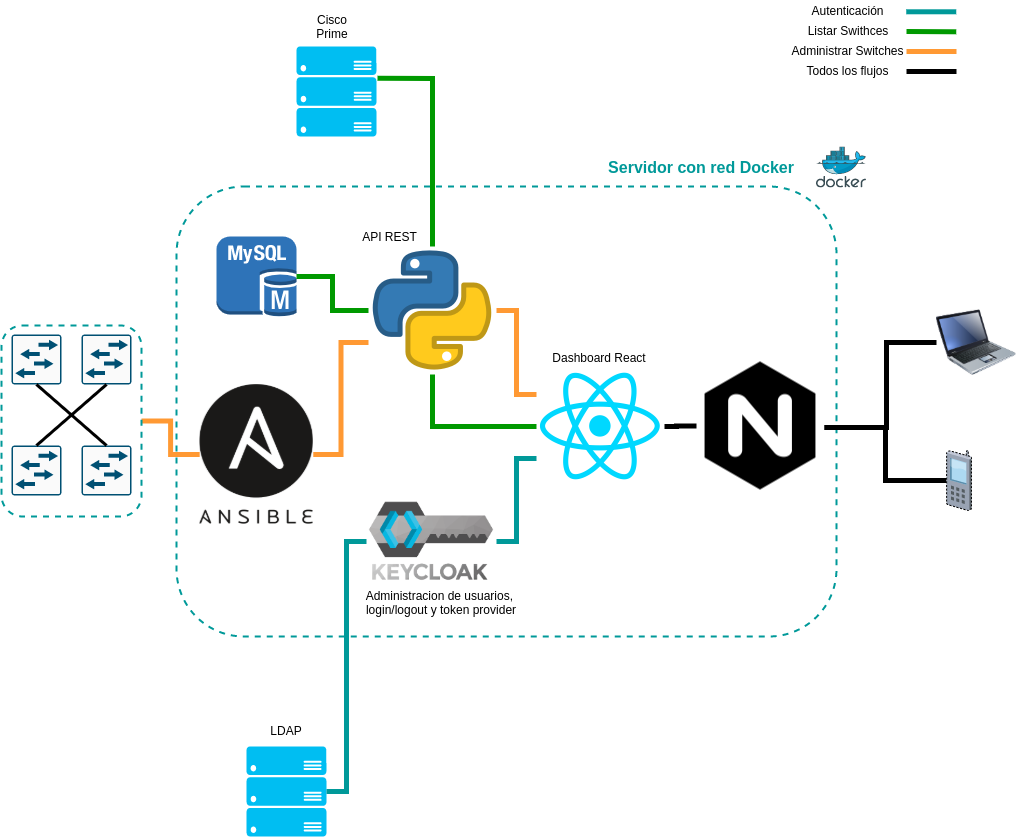 Cisco
Prime
Autenticación
Listar Swithces
Administrar Switches
Todos los flujos
Servidor con red Docker
docker
API REST
MySQL
M
Dashboard React
N
ANSIBLE
KEYCLOAK
Administracion de usuarios,
login/logout y token provider
LDAP